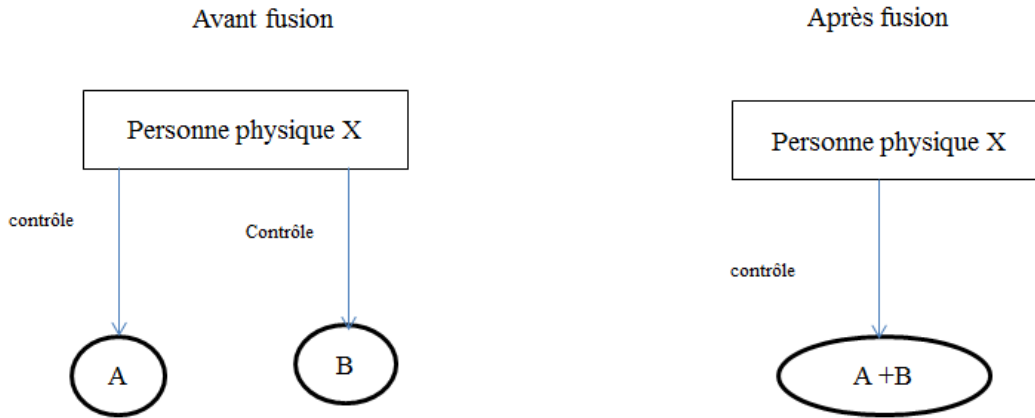 Avant fusion
Après fusion
Personne physique X
Personne physique X
contrôle
Contrôle
contrôle
A
B
A +B